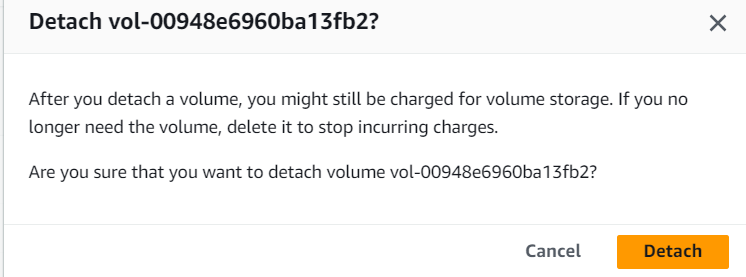 Detach vol-00948e6960ba13fb2?
After you detach a volume, you might still be charged for volume storage. If you no
longer need the volume, delete it to stop incurring charges.
Are you sure that you want to detach volume vol-00948e6960ba13fb2?
Cancel
Detach